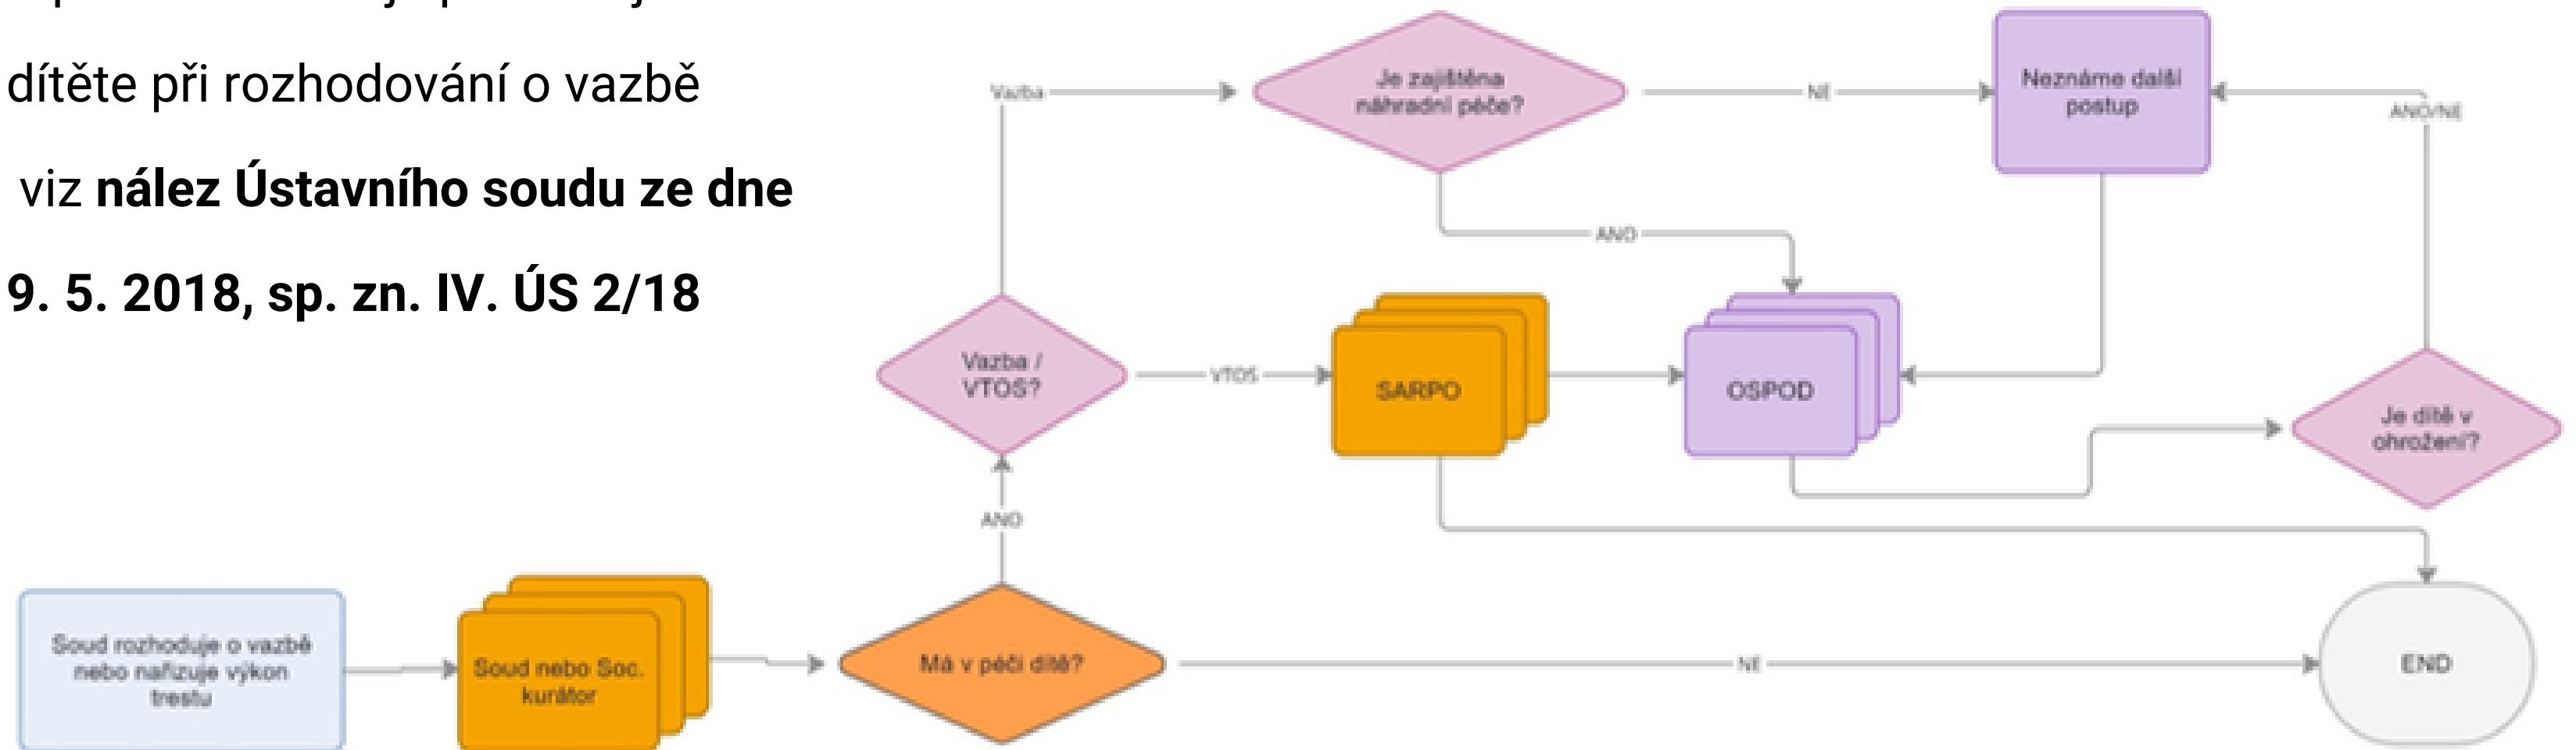 dítěte při rozhodování o vazbě
viz nález Ústavního soudu ze dne
9. 5. 2018, sp. zn. IV. ÚS 2/18
Vazba
Je zajištěna
náhradní péče?
NE
Neznáme další
postup
ANO/NE
ANO
Vazba /
VTOS?
VTOS
SARPO
OSPOD
Je dítě v
ohrožení?
ANO
Soud rozhoduje o vazbě
nebo nařizuje výkon
trestu
Soud nebo Soc.
kurátor
Má v péči dítě?
NE
END